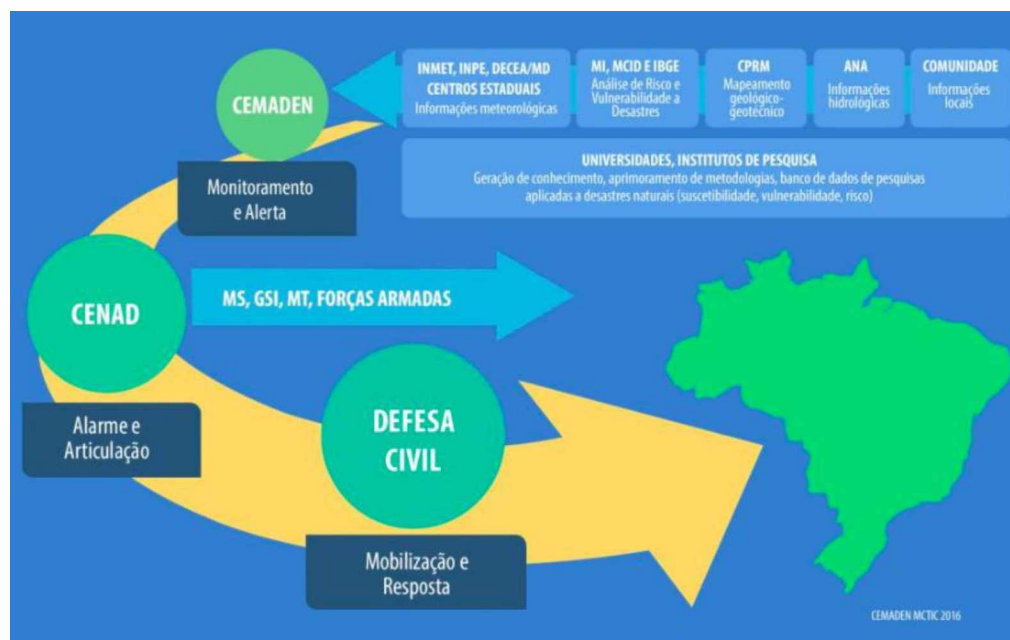 CEMADEN
Monitoramento
e Alerta
INMET, INPE, DECEA/MD
CENTROS ESTADUAIS
Informações meteorológicas
MI, MCID E IBGE
Análise de Risco e
Vulnerabilidade a
Desastres
CPRM
Mapeamento
geológico-
geotécnico
ANA
Informações
hidrológicas
COMUNIDADE
Informações
locais
UNIVERSIDADES, INSTITUTOS DE PESQUISA
Geração de conhecimento, aprimoramento de metodologias, banco de dados de pesquisas
aplicadas a desastres naturais (suscetibilidade, vulnerabilidade, risco)
CENAD
Alarme e
Articulação
MS, GSI, MT, FORÇAS ARMADAS
DEFESA
CIVIL
Mobilização e
Resposta
CEMADEN MCTIC 2016